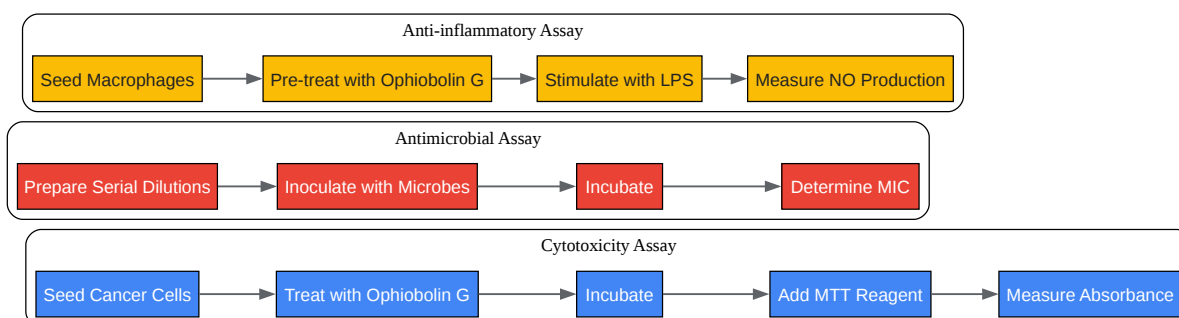 Anti-inflammatory Assay
Seed Macrophages
Pre-treat with Ophiobolin G
Stimulate with LPS
Measure NO Production
Antimicrobial Assay
Prepare Serial Dilutions
Inoculate with Microbes
Incubate
Determine MIC
Cytotoxicity Assay
Seed Cancer Cells
Treat with Ophiobolin G
Incubate
Add MTT Reagent
Measure Absorbance